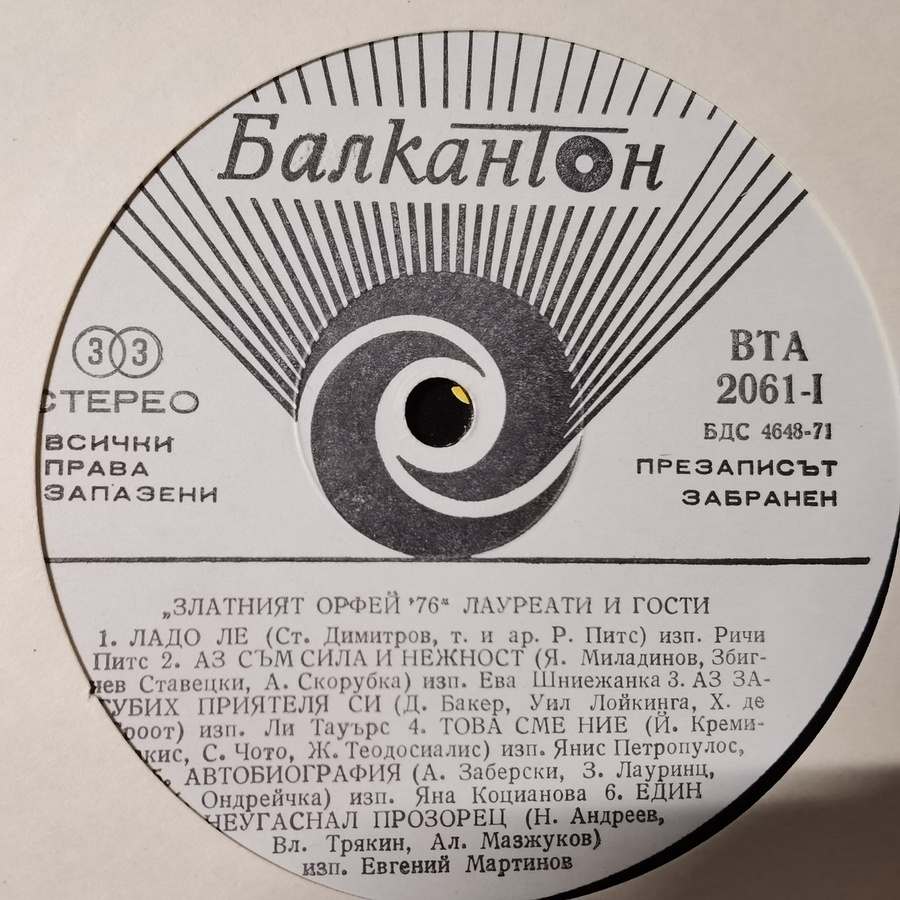 Балкантон
33
СТЕРЕО
ВСИЧКИ
ПРАВА
ЗАПАЗЕНИ
ВТА
2061-I
БДС 4648-71
ПРЕЗАПИСЪТ
ЗАБРАНЕН
„ЗЛАТНИЯТ ОРФЕЙ '76“ ЛАУРЕАТИ И ГОСТИ
1. ЛАДО ЛЕ (Ст. Димитров, т. и ар. Р. Питс) изп. Ричи
Питс 2. АЗ СЪМ СИЛА И НЕЖНОСТ (Я. Миладинов, Збиг-
нев Ставецки, А. Скорубка) изп. Ева Шниежанка 3. АЗ ЗА-
ГУБИХ ПРИЯТЕЛЯ СИ (Д. Бакер, Уил Лойкинга, Х. де
роот) изп. Ли Тауърс 4. ТОВА СМЕ НИЕ (Й. Креми-
акис, С. Чото, Ж. Теодосиалис) изп. Янис Петропулос,
АВТОБИОГРАФИЯ (А. Заберски, З. Лауринц,
Ондрейчка) изп. Яна Коцианова 6. ЕДИН
НЕУГАСНАЛ ПРОЗОРЕЦ (Н. Андреев,
Вл. Трякин, Ал. Мазжуков)
изп. Евгений Мартинов